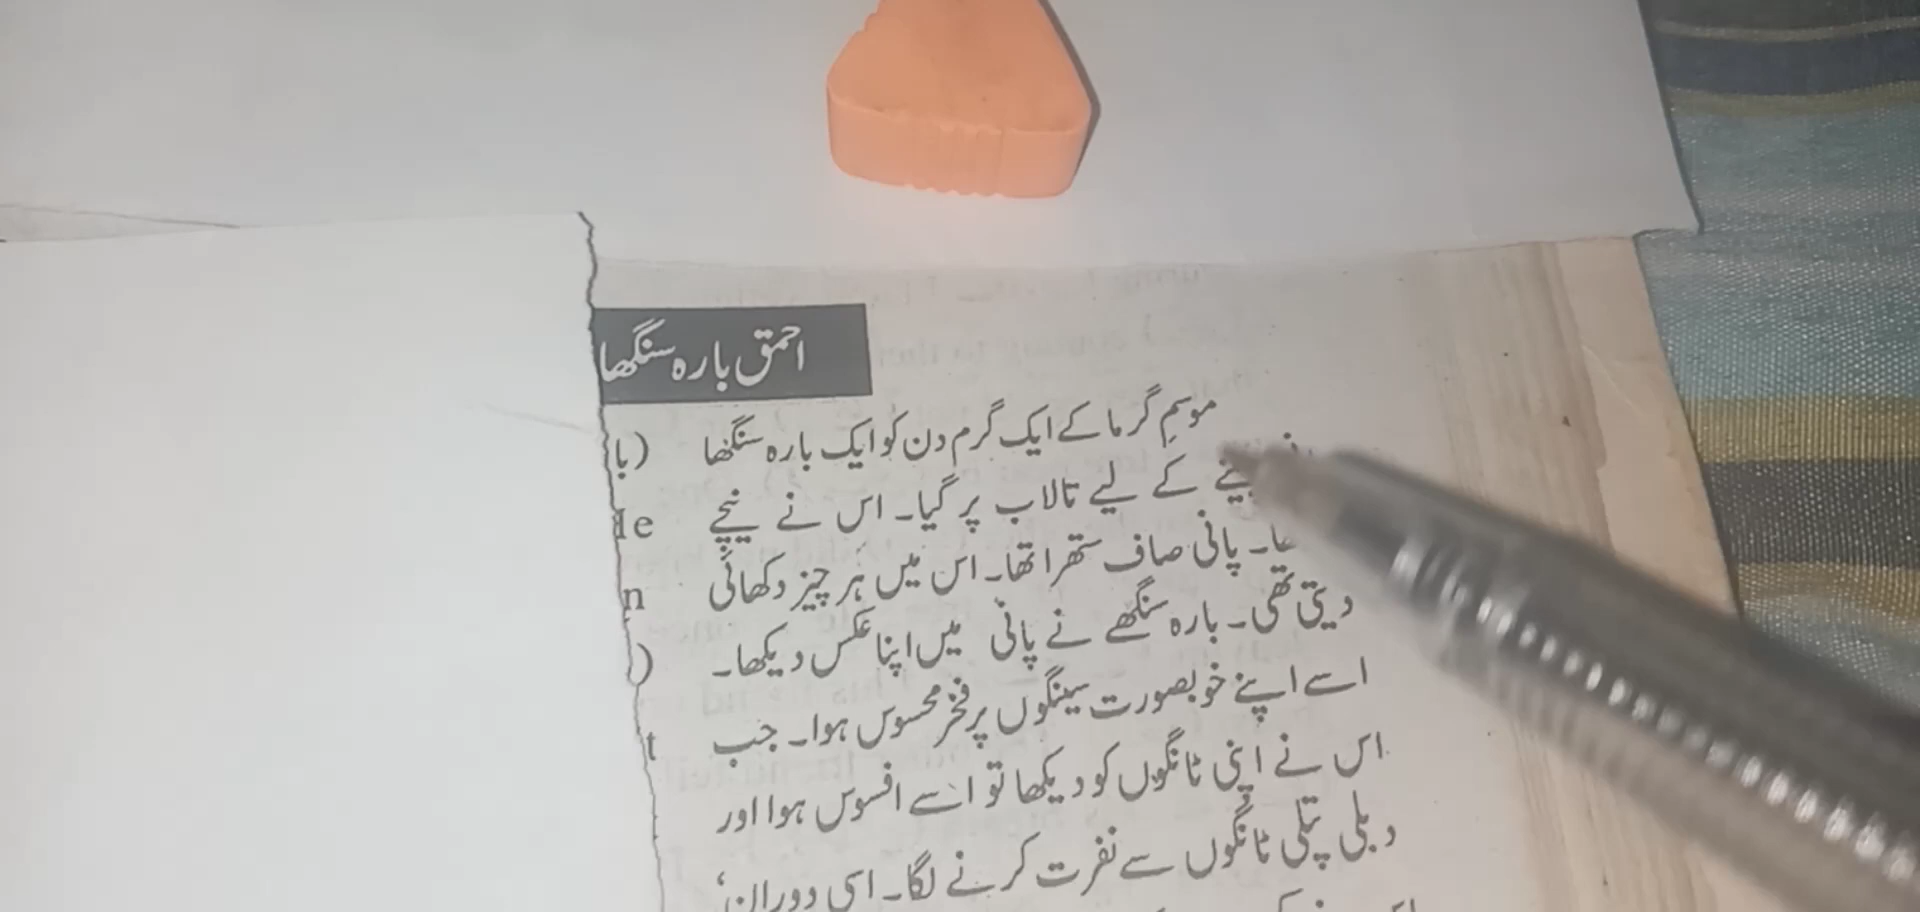 احمق بارہ سنگھا
موسمِ گرما کے ایک گرم دن کو ایک بارہ سنگھا (با
کے لیے تالاب پر گیا۔ اس نے نیچے le
پانی صاف ستھرا تھا۔ اس میں ہر چیز دکھائی n
دیتی تھی۔ بارہ سنگھے نے پانی میں اپنا عکس دیکھا۔ (
اسے اپنے خوبصورت سینگوں پر فخر محسوس ہوا۔ جب t
اس نے اپنی ٹانگوں کو دیکھا تو اسے افسوس ہوا اور
دبلی پتلی ٹانگوں سے نفرت کرنے لگا۔ اسی دوران،